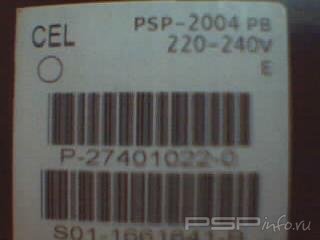 CEL PSP-2004 PB
220-240V
E
P-27401022-0
PSPinfo.ru